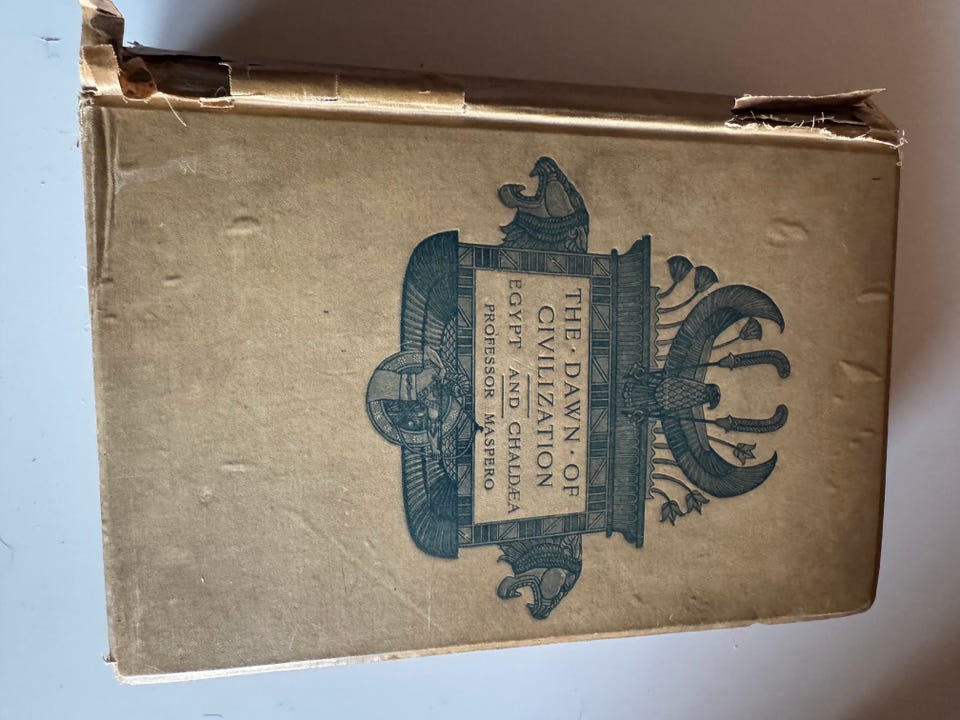 THE · DAWN · OF
CIVILIZATION
EGYPT AND CHALDÆA
PROFESSOR MASPERO